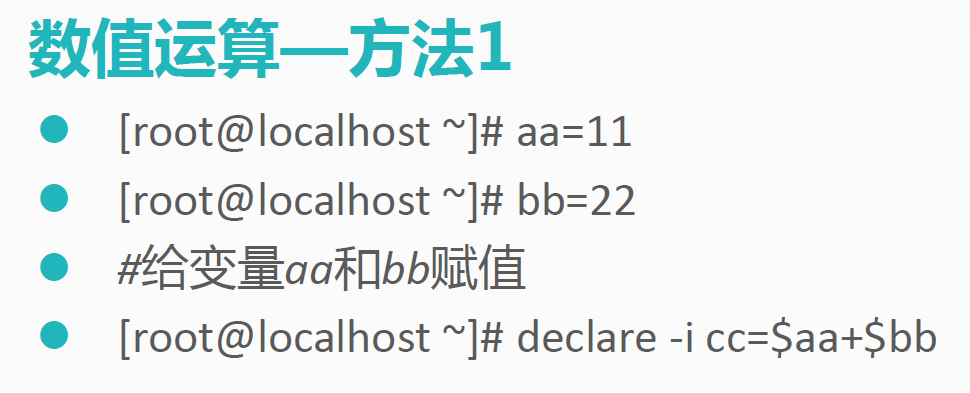 数值运算—方法1
[root@localhost ~]# aa=11
[root@localhost ~]# bb=22
#给变量aa和bb赋值
[root@localhost ~]# declare -i cc=$aa+$bb